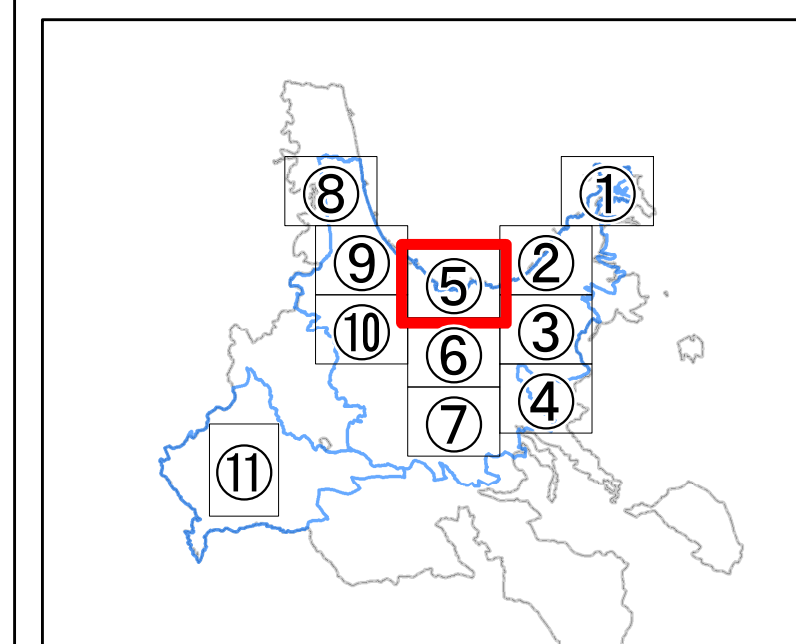 ⑧ ①
⑨ ⑤ ②
⑩ ⑥ ③
⑦ ④
⑪